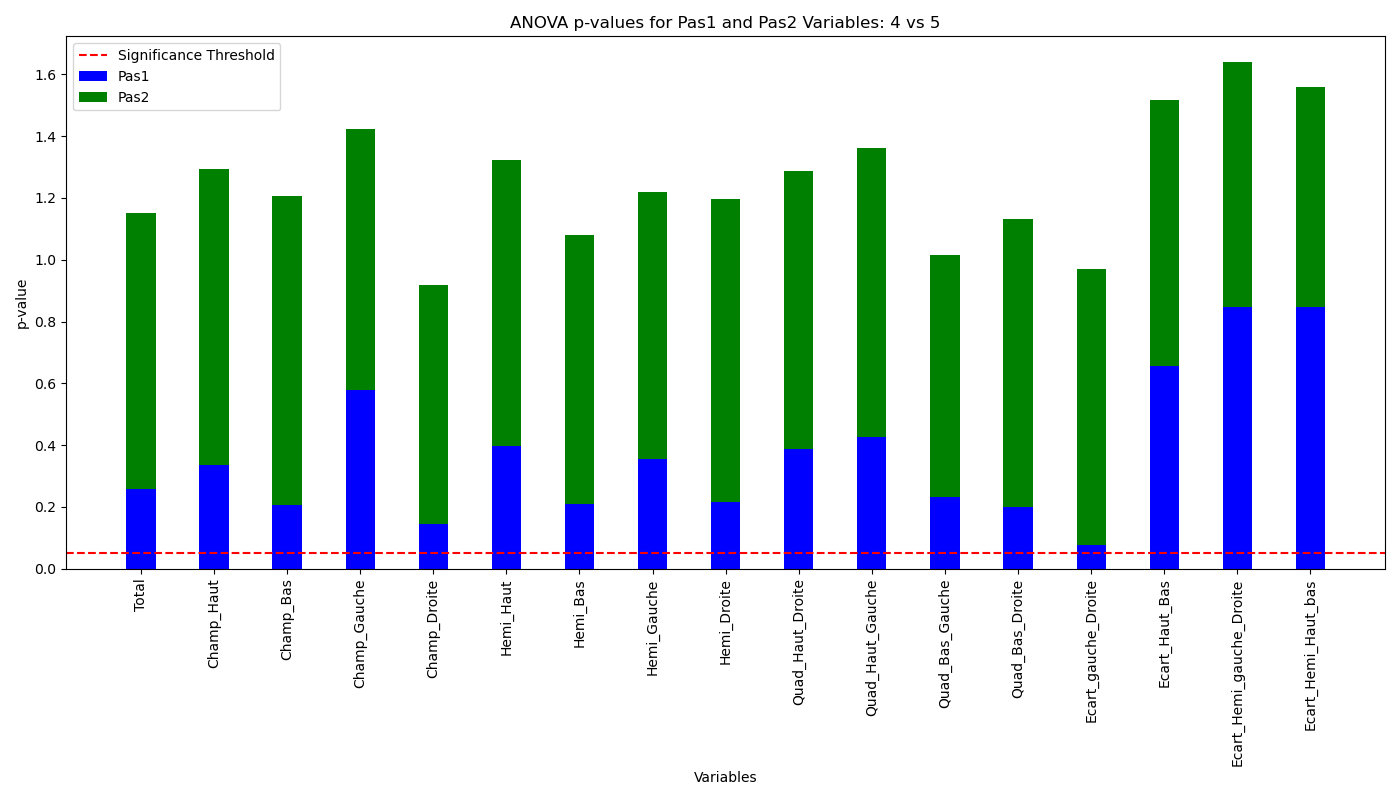 ANOVA p-values for Pas1 and Pas2 Variables: 4 vs 5
Significance Threshold
Pas1
Pas2
p-value
1.6
1.4
1.2
1.0
0.8
0.6
0.4
0.2
0.0
Total
Champ_Haut
Champ_Bas
Champ_Gauche
Champ_Droite
Hemi_Haut
Hemi_Bas
Hemi_Gauche
Hemi_Droite
Quad_Haut_Droite
Quad_Haut_Gauche
Quad_Bas_Gauche
Quad_Bas_Droite
Ecart_gauche_Droite
Ecart_Haut_Bas
Ecart_Hemi_gauche_Droite
Ecart_Hemi_Haut_bas
Variables